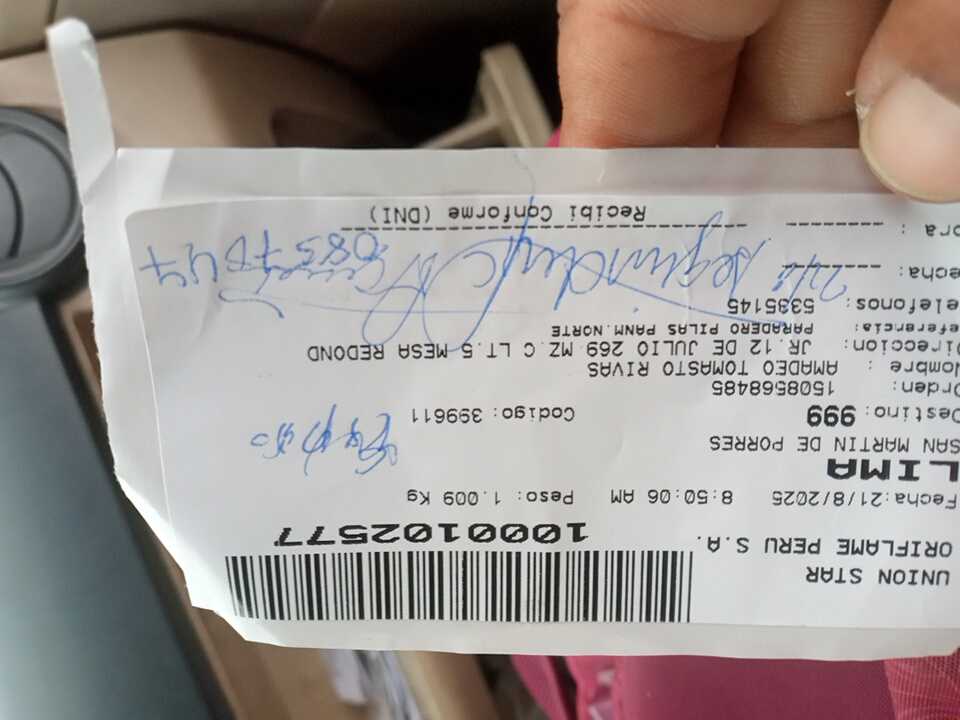 UNION STAR
ORIFLAME PERU S.A.
1000102577
Fecha: 21/8/2025 8:50:06 AM Peso: 1.009 Kg
LIMA
SAN MARTIN DE PORRES
Destino: 999 Codigo: 399611
Orden: 1508568485
Nombre : AMADEO TOMASTO RIVAS
Direccion: JR.12 DE JULIO 269 MZ.C LT.5 MESA REDOND
Referencia: PARADERO PILAS PANM.NORTE
Telefonos: 5335145
echa: -------
ora : -------
Recibi Conforme (DNI)